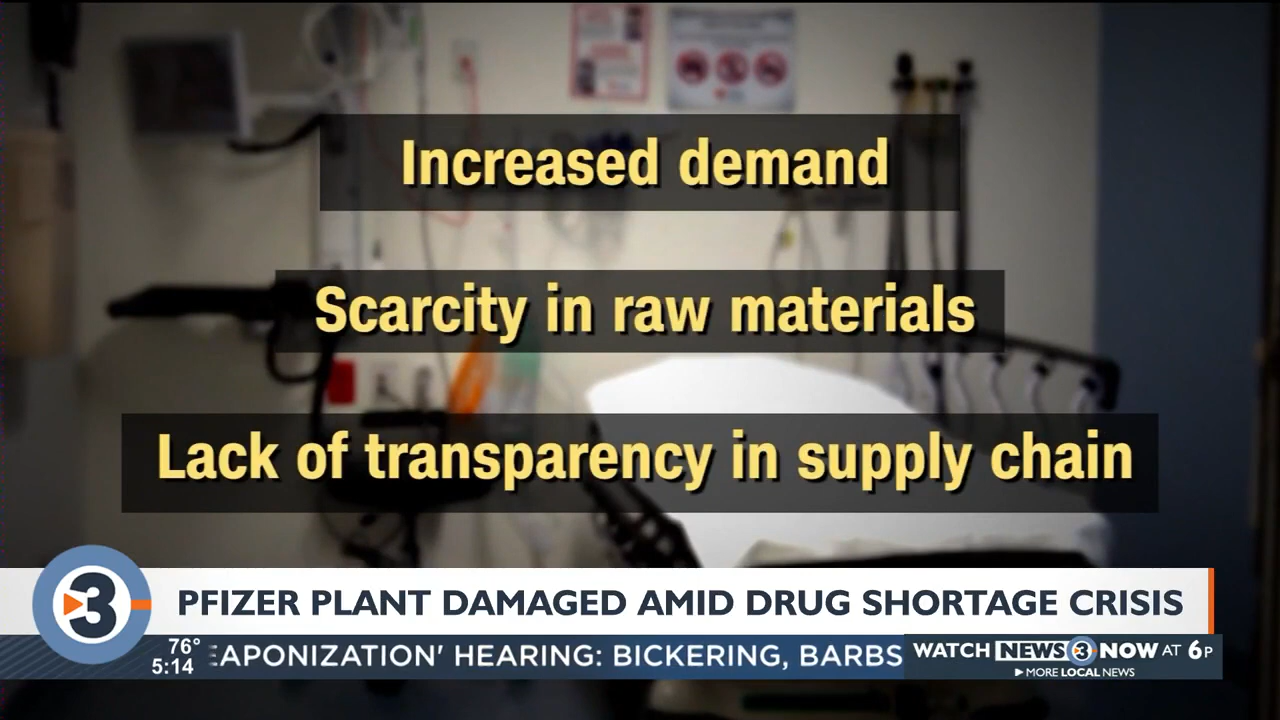 Increased demand
Scarcity in raw materials
Lack of transparency in supply chain
3
PFIZER PLANT DAMAGED AMID DRUG SHORTAGE CRISIS
76°
5:14
EAPONIZATION' HEARING: BICKERING, BARBS
WATCH NEWS 3 NOW AT 6P
MORE LOCAL NEWS